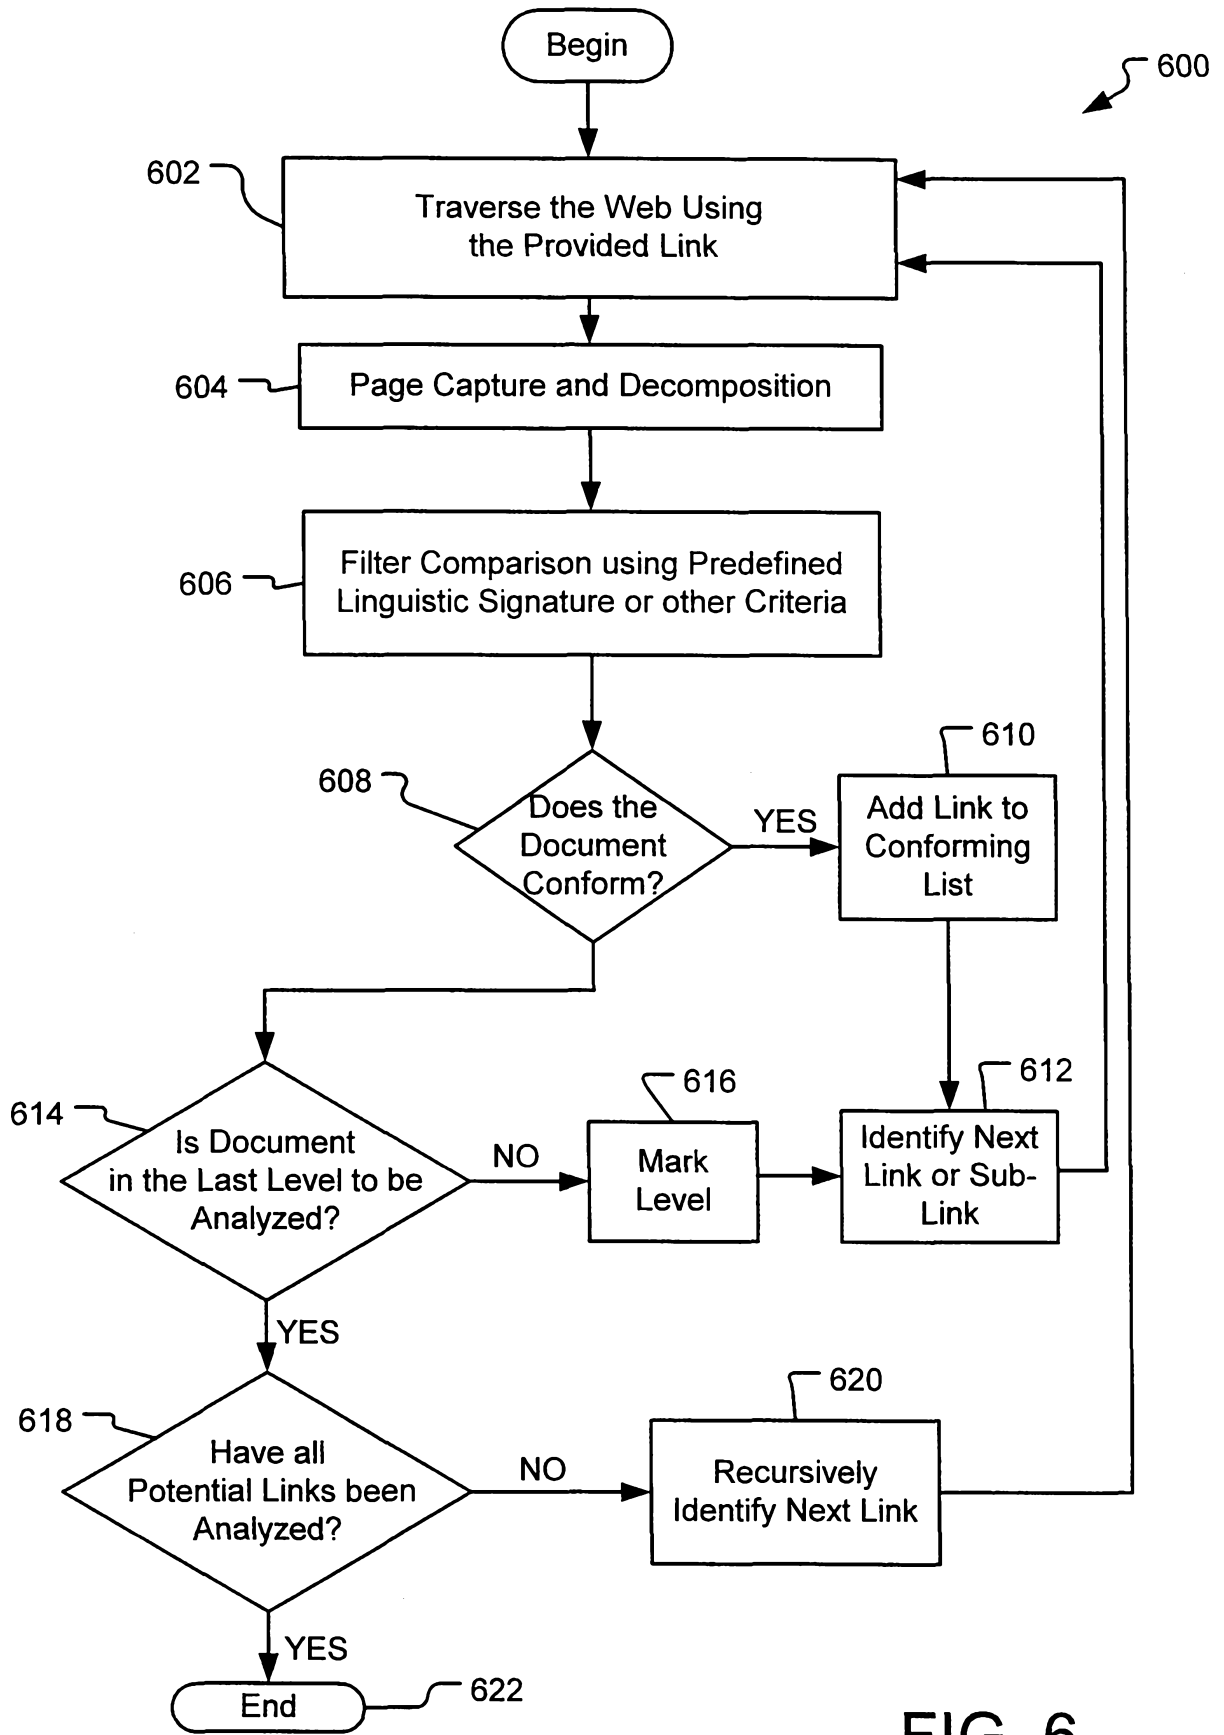 Begin
600
602
Traverse the Web Using
the Provided Link
604
Page Capture and Decomposition
606
Filter Comparison using Predefined
Linguistic Signature or other Criteria
608
Does the
Document
Conform?
YES
610
Add Link to
Conforming
List
614
Is Document
in the Last Level to be
Analyzed?
NO
616
Mark
Level
612
Identify Next
Link or Sub-
Link
YES
618
Have all
Potential Links been
Analyzed?
NO
620
Recursively
Identify Next Link
YES
End
622
FIG. 6